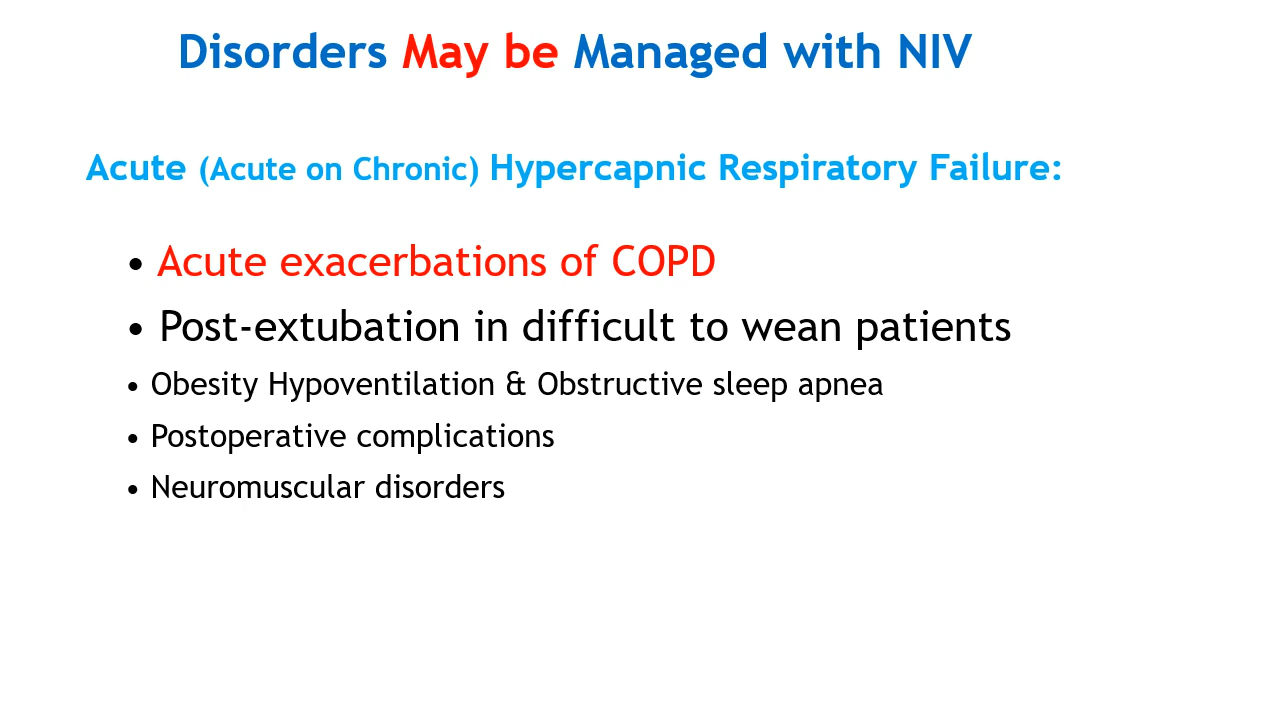 Disorders May be Managed with NIV
Acute (Acute on Chronic) Hypercapnic Respiratory Failure:
• Acute exacerbations of COPD
• Post-extubation in difficult to wean patients
• Obesity Hypoventilation & Obstructive sleep apnea
• Postoperative complications
• Neuromuscular disorders